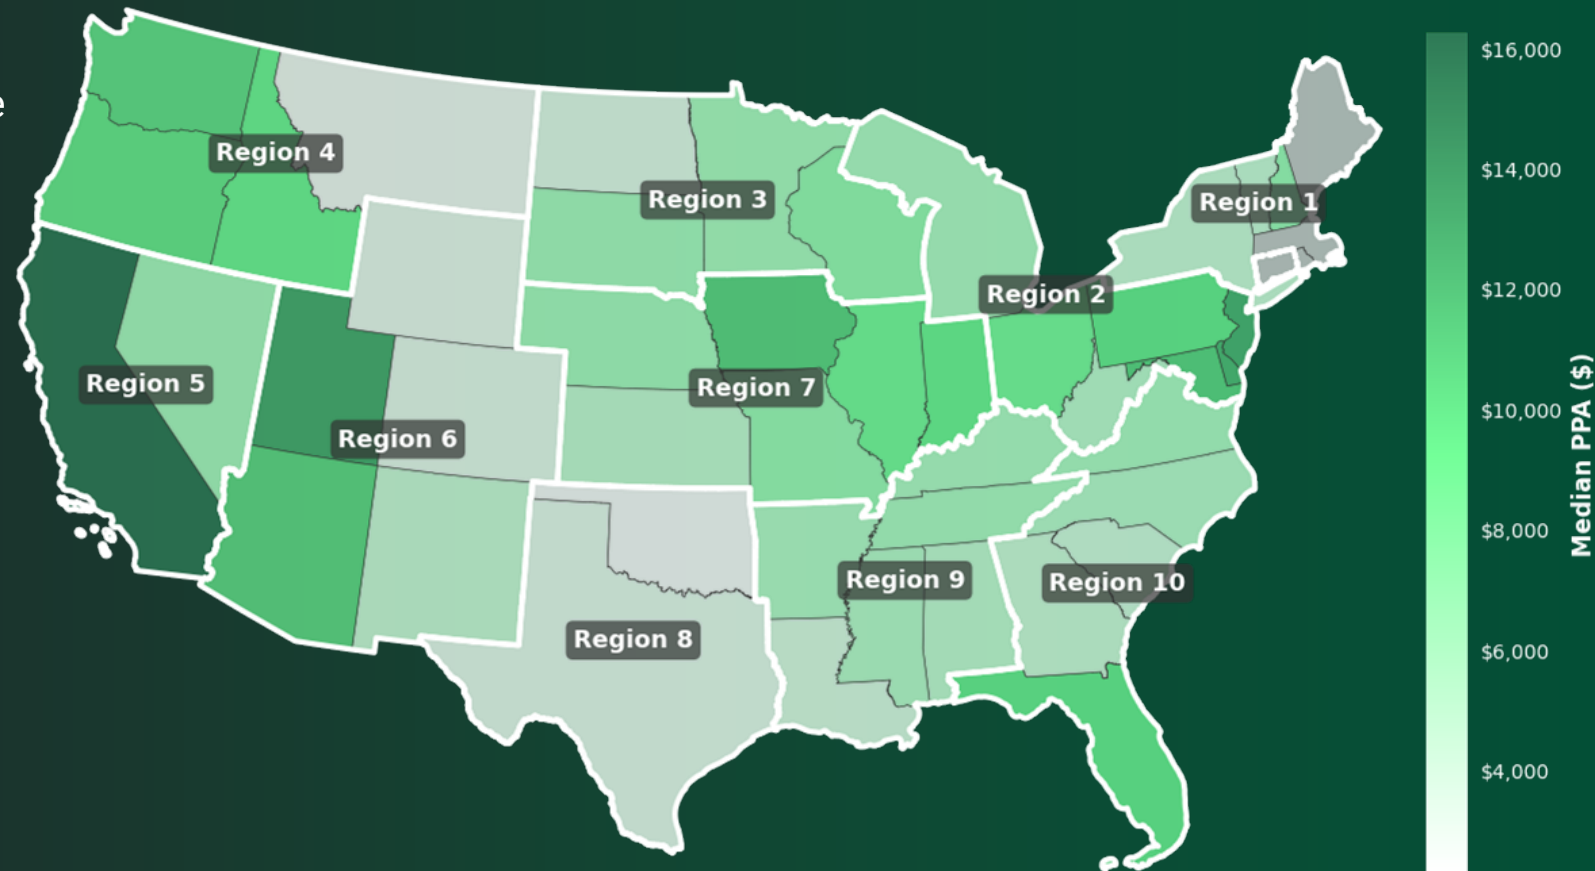 e
Region 4
Region 3
Region 1
Region 2
Region 5
Region 7
Region 6
Region 9
Region 10
Region 8
$16,000
$14,000
$12,000
$10,000
$8,000
$6,000
$4,000
Median PPA ($)